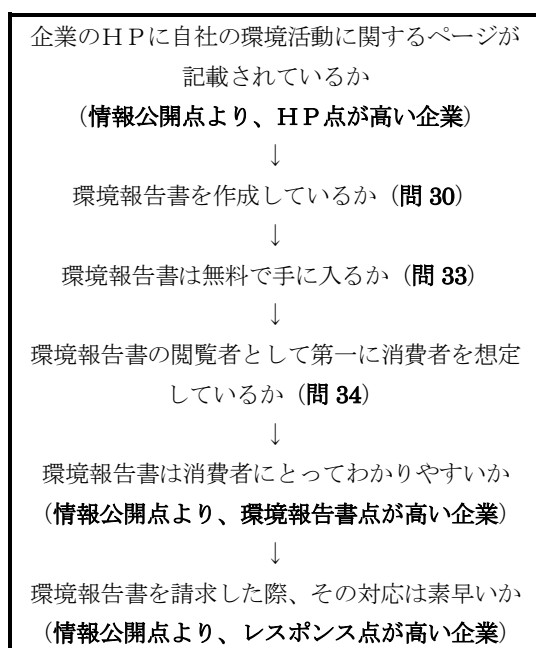 企業のＨＰに自社の環境活動に関するページが
記載されているか
（情報公開点より、ＨＰ点が高い企業）
↓
環境報告書を作成しているか（問 30）
↓
環境報告書は無料で手に入るか（問 33）
↓
環境報告書の閲覧者として第一に消費者を想定
しているか（問 34）
↓
環境報告書は消費者にとってわかりやすいか
（情報公開点より、環境報告書点が高い企業）
↓
環境報告書を請求した際、その対応は素早いか
（情報公開点より、レスポンス点が高い企業）